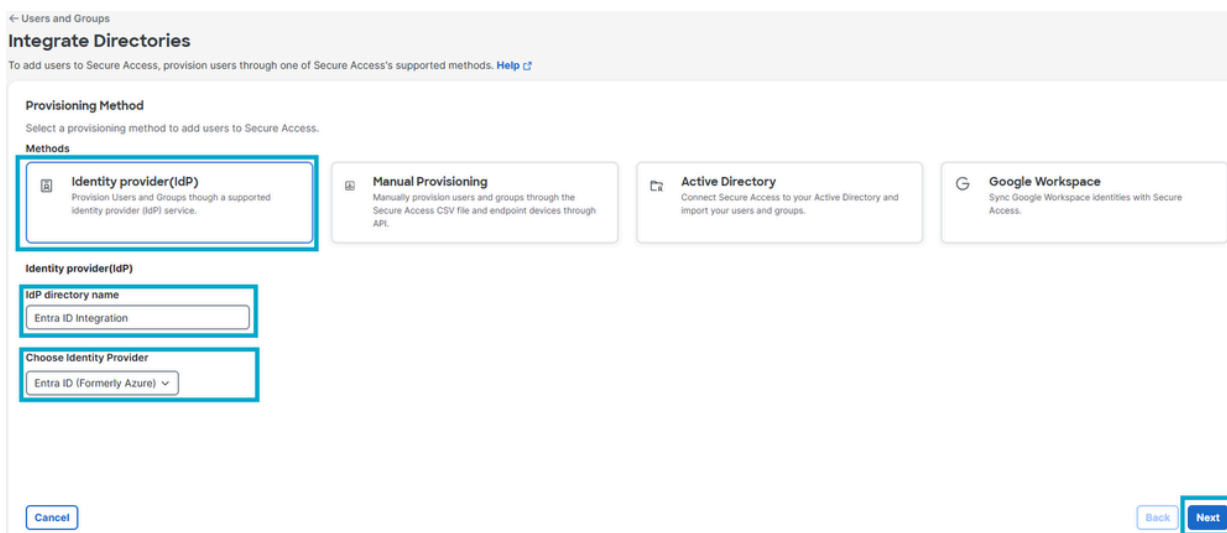 ← Users and Groups
Integrate Directories
To add users to Secure Access, provision users through one of Secure Access's supported methods. Help
Provisioning Method
Select a provisioning method to add users to Secure Access.
Methods
Identity provider(IdP)
Provision Users and Groups though a supported
identity provider (IdP) service.
Manual Provisioning
Manually provision users and groups through the
Secure Access CSV file and endpoint devices through
API.
Active Directory
Connect Secure Access to your Active Directory and
import your users and groups.
Google Workspace
Sync Google Workspace identities with Secure
Access.
Identity provider(IdP)
IdP directory name
Entra ID Integration
Choose Identity Provider
Entra ID (Formerly Azure)
Cancel
Back
Next